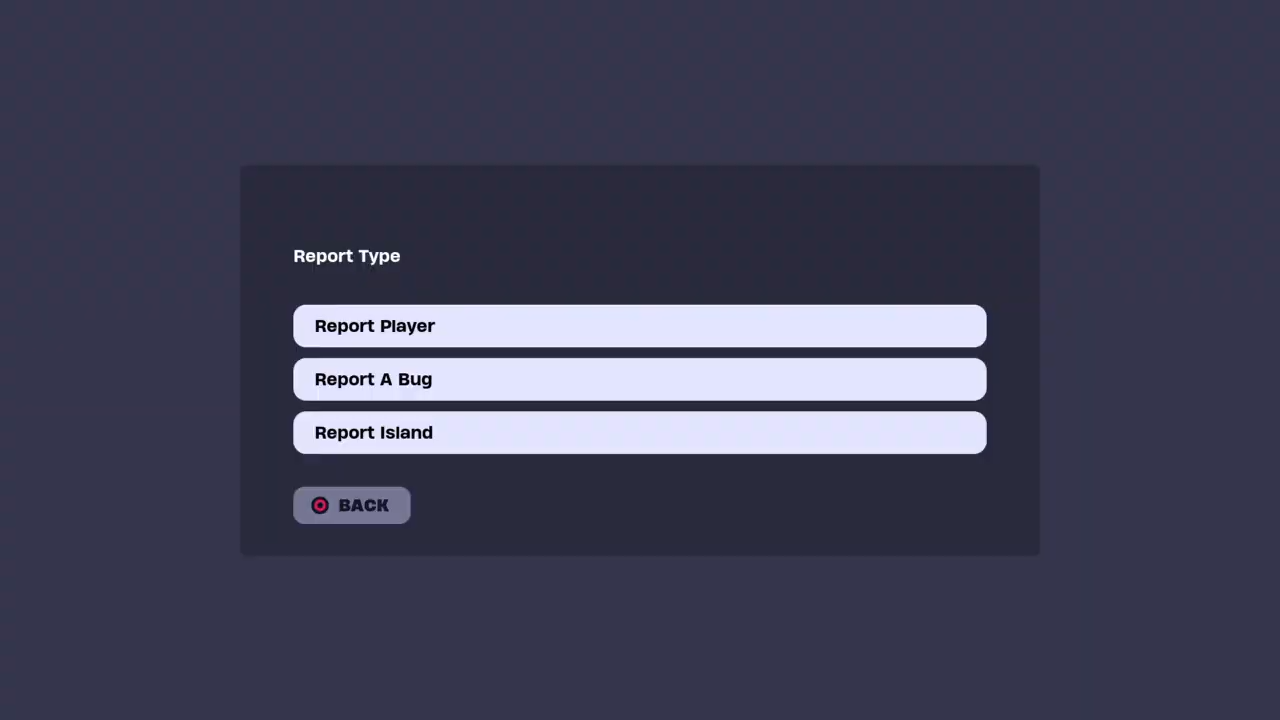 Report Type
Report Player
Report A Bug
Report Island
BACK